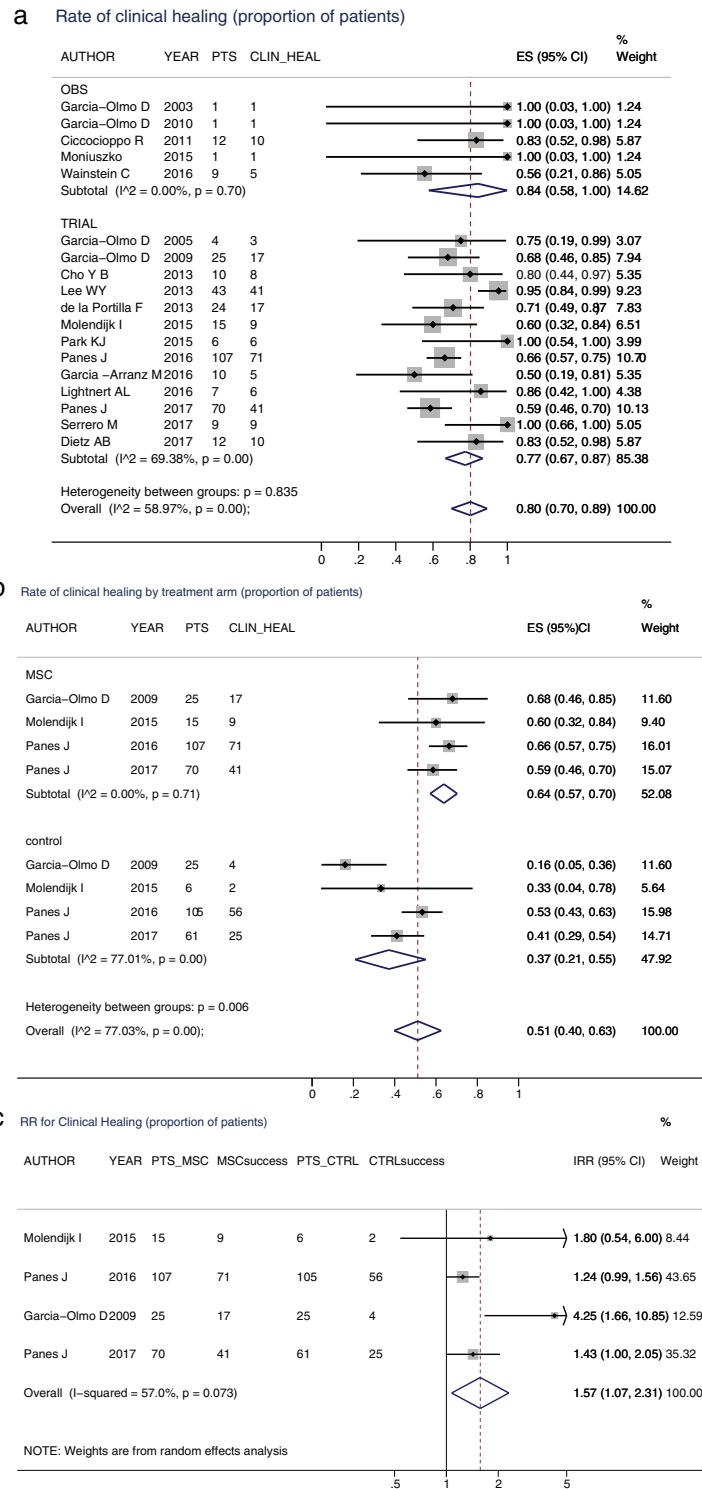 a Rate of clinical healing (proportion of patients)
%
AUTHOR YEAR PTS CLIN_HEAL ES (95% CI) Weight
OBS
Garcia−Olmo D 2003 1 1 1.00 (0.03, 1.00) 1.24
Garcia−Olmo D 2010 1 1 1.00 (0.03, 1.00) 1.24
Ciccocioppo R 2011 12 10 0.83 (0.52, 0.98) 5.87
Moniuszko 2015 1 1 1.00 (0.03, 1.00) 1.24
Wainstein C 2016 9 5 0.56 (0.21, 0.86) 5.05
Subtotal (I^2 = 0.00%, p = 0.70) 0.84 (0.58, 1.00) 14.62
TRIAL
Garcia−Olmo D 2005 4 3 0.75 (0.19, 0.99) 3.07
Garcia−Olmo D 2009 25 17 0.68 (0.46, 0.85) 7.94
Cho Y B 2013 10 8 0.80 (0.44, 0.97) 5.35
Lee WY 2013 43 41 0.95 (0.84, 0.99) 9.23
de la Portilla F 2013 24 17 0.71 (0.49, 0.87) 7.83
Molendijk I 2015 15 9 0.60 (0.32, 0.84) 6.51
Park KJ 2015 6 6 1.00 (0.54, 1.00) 3.99
Panes J 2016 107 71 0.66 (0.57, 0.75) 10.70
Garcia −Arranz M 2016 10 5 0.50 (0.19, 0.81) 5.35
Lightnert AL 2016 7 6 0.86 (0.42, 1.00) 4.38
Panes J 2017 70 41 0.59 (0.46, 0.70) 10.13
Serrero M 2017 9 9 1.00 (0.66, 1.00) 5.05
Dietz AB 2017 12 10 0.83 (0.52, 0.98) 5.87
Subtotal (I^2 = 69.38%, p = 0.00) 0.77 (0.67, 0.87) 85.38
Heterogeneity between groups: p = 0.835
Overall (I^2 = 58.97%, p = 0.00); 0.80 (0.70, 0.89) 100.00
0 .2 .4 .6 .8 1
Rate of clinical healing by treatment arm (proportion of patients)
%
AUTHOR YEAR PTS CLIN_HEAL ES (95%)CI Weight
MSC
Garcia−Olmo D 2009 25 17 0.68 (0.46, 0.85) 11.60
Molendijk I 2015 15 9 0.60 (0.32, 0.84) 9.40
Panes J 2016 107 71 0.66 (0.57, 0.75) 16.01
Panes J 2017 70 41 0.59 (0.46, 0.70) 15.07
Subtotal (I^2 = 0.00%, p = 0.71) 0.64 (0.57, 0.70) 52.08
control
Garcia−Olmo D 2009 25 4 0.16 (0.05, 0.36) 11.60
Molendijk I 2015 6 2 0.33 (0.04, 0.78) 5.64
Panes J 2016 105 56 0.53 (0.43, 0.63) 15.98
Panes J 2017 61 25 0.41 (0.29, 0.54) 14.71
Subtotal (I^2 = 77.01%, p = 0.00) 0.37 (0.21, 0.55) 47.92
Heterogeneity between groups: p = 0.006
Overall (I^2 = 77.03%, p = 0.00); 0.51 (0.40, 0.63) 100.00
0 .2 .4 .6 .8 1
RR for Clinical Healing (proportion of patients) %
AUTHOR YEAR PTS_MSC MSCsuccess PTS_CTRL CTRLsuccess IRR (95% CI) Weight
Molendijk I 2015 15 9 6 2 1.80 (0.54, 6.00) 8.44
Panes J 2016 107 71 105 56 1.24 (0.99, 1.56) 43.65
Garcia−Olmo D 2009 25 17 25 4 4.25 (1.66, 10.85) 12.59
Panes J 2017 70 41 61 25 1.43 (1.00, 2.05) 35.32
Overall (I−squared = 57.0%, p = 0.073) 1.57 (1.07, 2.31) 100.00
NOTE: Weights are from random effects analysis
.5 1 2 5